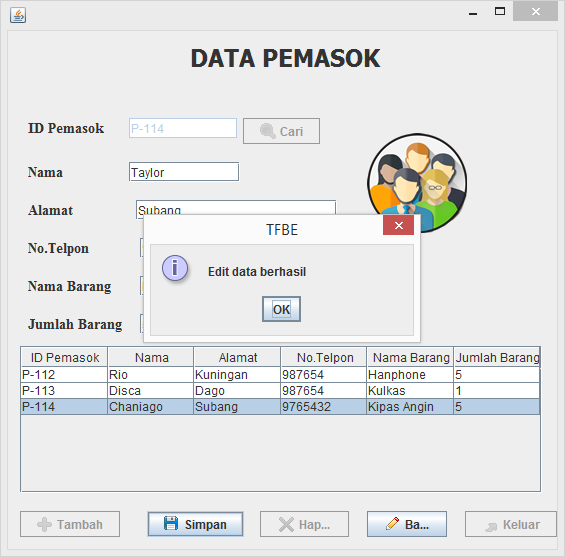 DATA PEMASOK
ID Pemasok P-114 Cari
Nama Taylor
Alamat Subang
TFBE
No.Telpon
Edit data berhasil
Nama Barang
OK
Jumlah Barang
ID Pemasok Nama Alamat No.Telpon Nama Barang Jumlah Barang
P-112 Rio Kuningan 987654 Hanphone 5
P-113 Disca Dago 987654 Kulkas 1
P-114 Chaniago Subang 9765432 Kipas Angin 5
Tambah Simpan Hap... Ba... Keluar